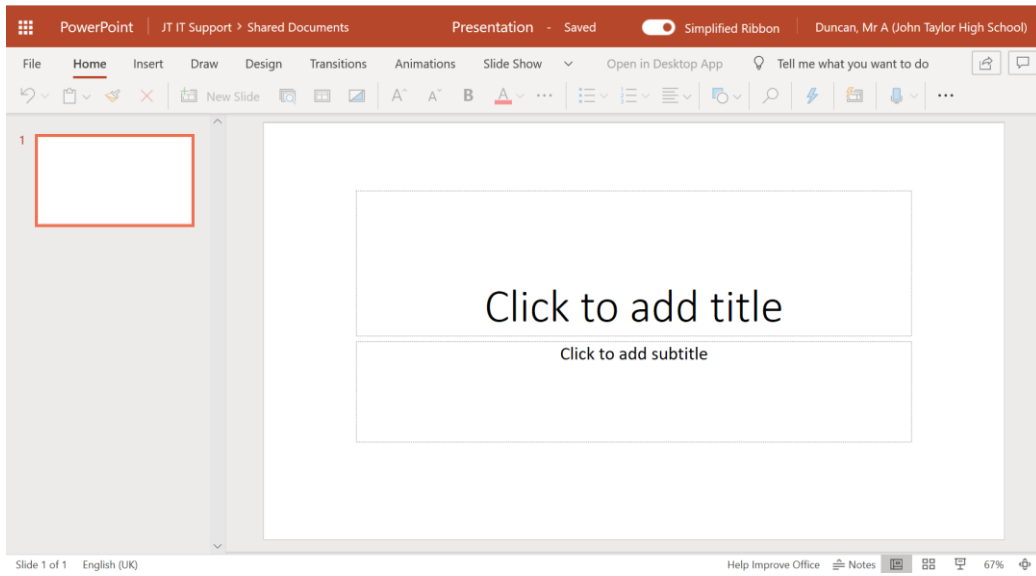 PowerPoint JT IT Support > Shared Documents Presentation - Saved Simplified Ribbon Duncan, Mr A (John Taylor High School)
File Home Insert Draw Design Transitions Animations Slide Show Open in Desktop App Tell me what you want to do
New Slide A A B A ...
1
Click to add title
Click to add subtitle
Slide 1 of 1 English (UK) Help Improve Office Notes 67%